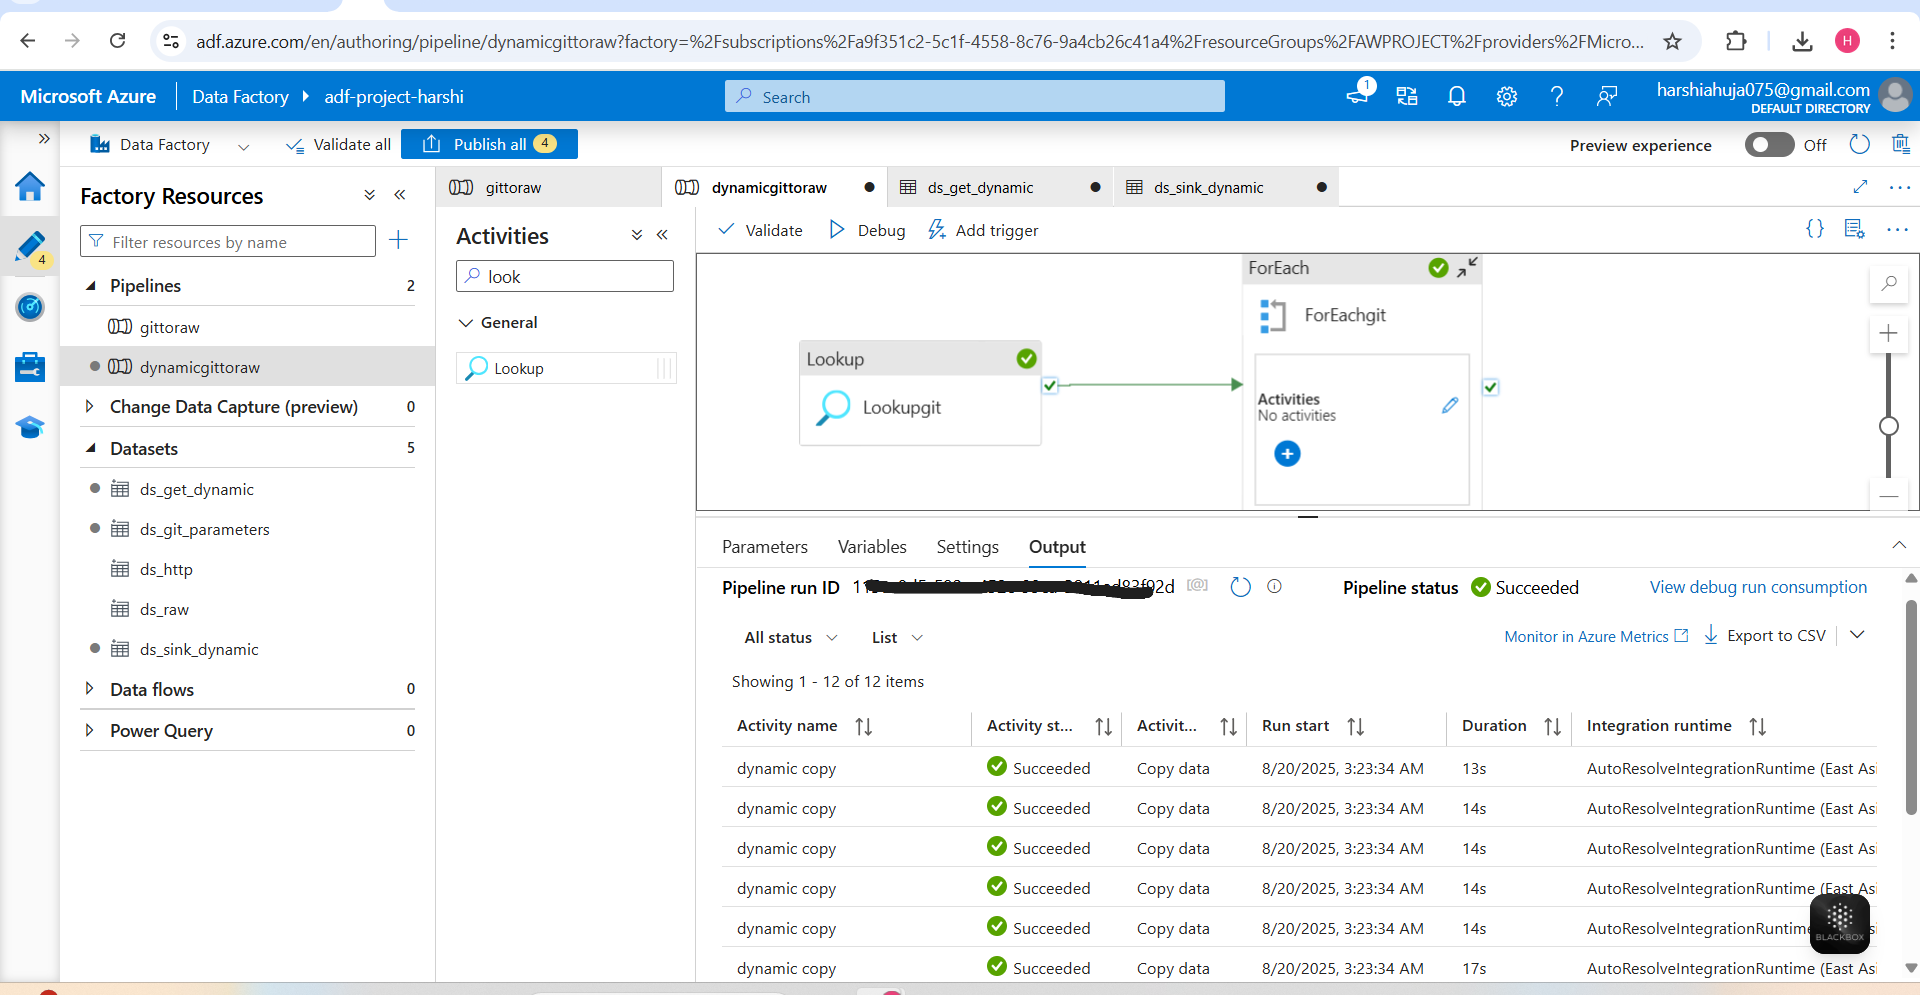 adf.azure.com/en/authoring/pipeline/dynamicgittoraw?factory=%2Fsubscriptions%2Fa9f351c2-5c1f-4558-8c76-9a4cb26c41a4%2FresourceGroups%2FAWPROJECT%2Fproviders%2FMicro...
H
Microsoft Azure
Data Factory
adf-project-harshi
Search
1
harshiahuja075@gmail.com
DEFAULT DIRECTORY
Data Factory
Validate all
Publish all 4
Preview experience
Off
Factory Resources
Filter resources by name
4
Pipelines 2
gittoraw
dynamicgittoraw
Change Data Capture (preview) 0
Datasets 5
ds_get_dynamic
ds_git_parameters
ds_http
ds_raw
ds_sink_dynamic
Data flows 0
Power Query 0
gittoraw
dynamicgittoraw
ds_get_dynamic
ds_sink_dynamic
Activities
look
General
Lookup
Validate
Debug
Add trigger
Lookup
Lookupgit
ForEach
ForEachgit
Activities
No activities
Parameters
Variables
Settings
Output
Pipeline run ID
Pipeline status Succeeded
View debug run consumption
All status
List
Monitor in Azure Metrics
Export to CSV
Showing 1 - 12 of 12 items
Activity name Activity st... Activit... Run start Duration Integration runtime
dynamic copy Succeeded Copy data 8/20/2025, 3:23:34 AM 13s AutoResolveIntegrationRuntime (East Asi
dynamic copy Succeeded Copy data 8/20/2025, 3:23:34 AM 14s AutoResolveIntegrationRuntime (East Asi
dynamic copy Succeeded Copy data 8/20/2025, 3:23:34 AM 14s AutoResolveIntegrationRuntime (East Asi
dynamic copy Succeeded Copy data 8/20/2025, 3:23:34 AM 14s AutoResolveIntegrationRuntime (East Asi
dynamic copy Succeeded Copy data 8/20/2025, 3:23:34 AM 14s AutoResolveIntegrationRuntime
BLACKBOX
dynamic copy Succeeded Copy data 8/20/2025, 3:23:34 AM 17s AutoResolveIntegrationRuntime (East Asi